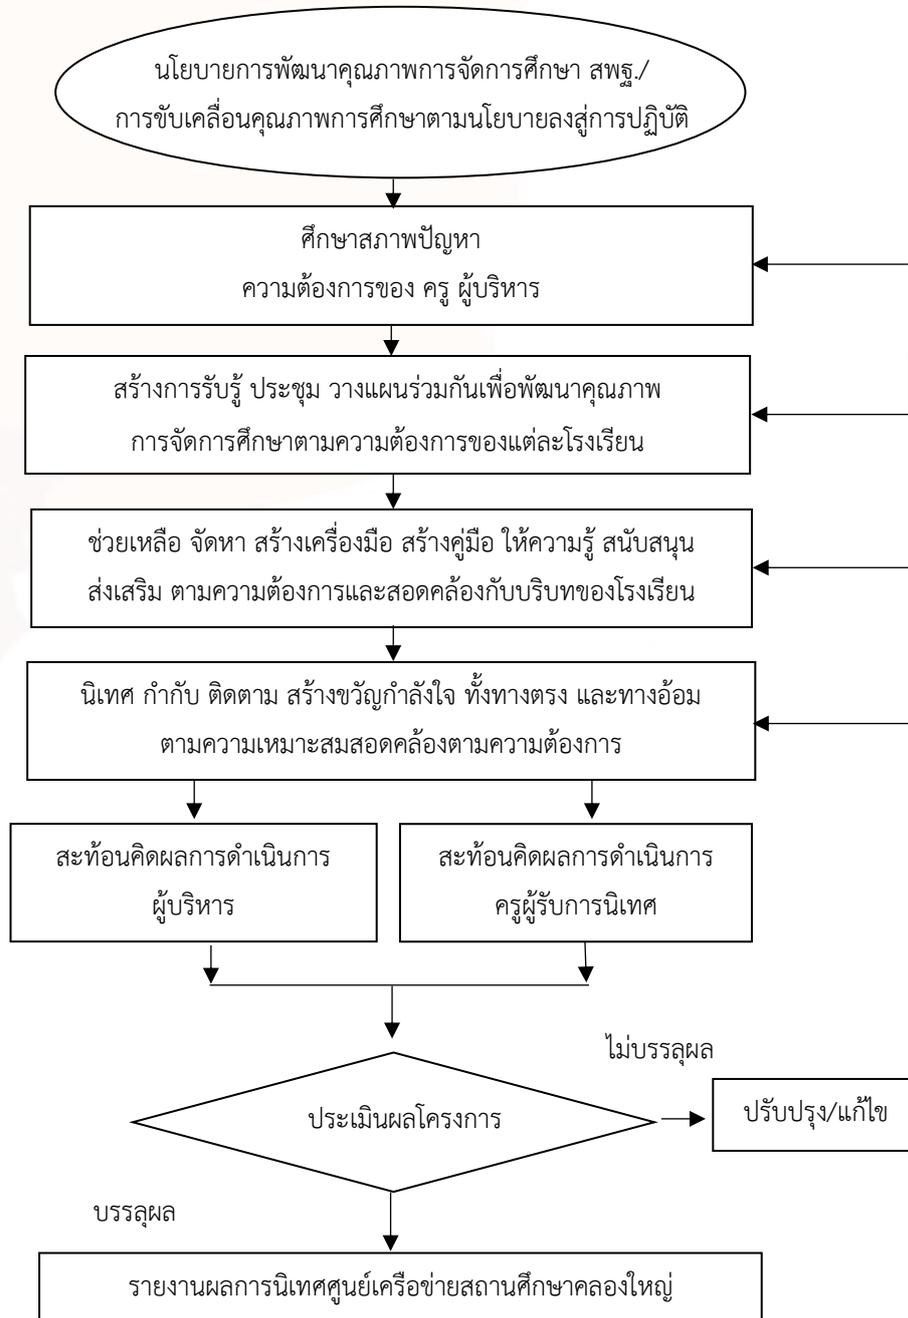 นโยบายการพัฒนาคุณภาพการจัดการศึกษา สพฐ./
การขับเคลื่อนคุณภาพการศึกษาตามนโยบายลงสู่การปฏิบัติ
ศึกษาสภาพปัญหา
ความต้องการของ ครู ผู้บริหาร
สร้างการรับรู้ ประชุม วางแผนร่วมกันเพื่อพัฒนาคุณภาพ
การจัดการศึกษาตามความต้องการของแต่ละโรงเรียน
ช่วยเหลือ จัดหา สร้างเครื่องมือ สร้างคู่มือ ให้ความรู้ สนับสนุน
ส่งเสริม ตามความต้องการและสอดคล้องกับบริบทของโรงเรียน
นิเทศ กำกับ ติดตาม สร้างขวัญกำลังใจ ทั้งทางตรง และทางอ้อม
ตามความเหมาะสมสอดคล้องตามความต้องการ
สะท้อนคิดผลการดำเนินการ
ผู้บริหาร
สะท้อนคิดผลการดำเนินการ
ครูผู้รับการนิเทศ
ไม่บรรลุผล
ประเมินผลโครงการ
ปรับปรุง/แก้ไข
บรรลุผล
รายงานผลการนิเทศศูนย์เครือข่ายสถานศึกษาคลองใหญ่